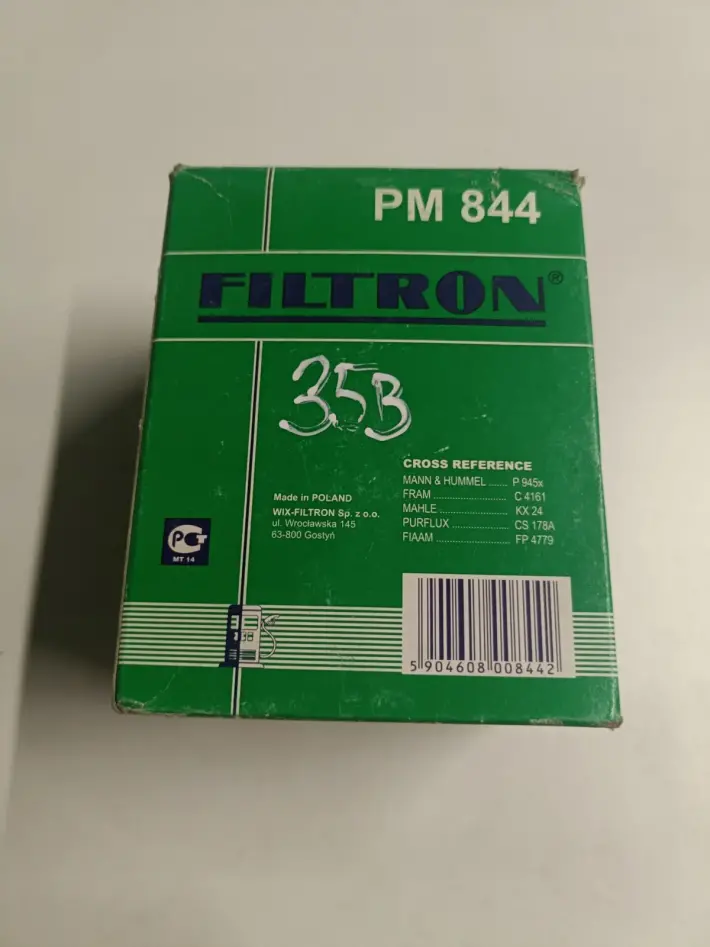 PM 844
FILTRON®
35B
CROSS REFERENCE
MANN & HUMMEL ...... P 945x
FRAM .......................... C 4161
MAHLE ........................ KX 24
PURFLUX .................... CS 178A
FIAAM .......................... FP 4779
Made in POLAND
WIX-FILTRON Sp. z o.o.
ul. Wrocławska 145
63-800 Gostyń
PCT
MT 14
5 904608 008442